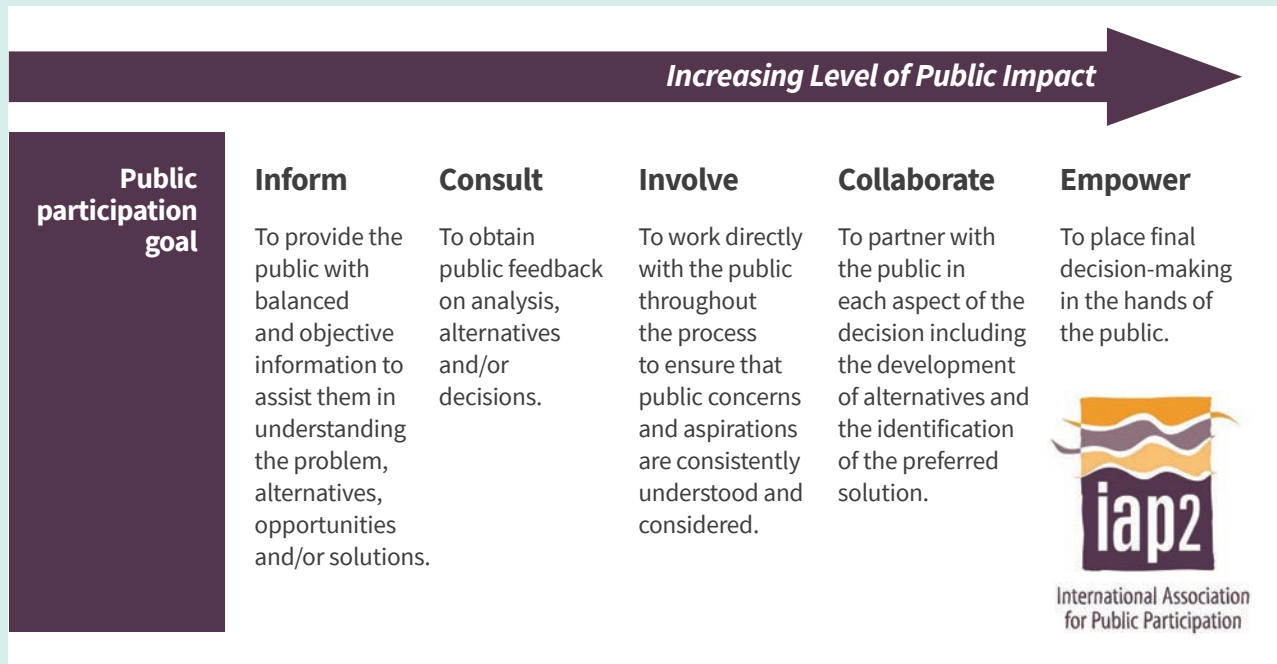 Increasing Level of Public Impact
Public
participation
goal
Inform
To provide the
public with
balanced
and objective
information to
assist them in
understanding
the problem,
alternatives,
opportunities
and/or solutions.
Consult
To obtain
public feedback
on analysis,
alternatives
and/or
decisions.
Involve
To work directly
with the public
throughout
the process
to ensure that
public concerns
and aspirations
are consistently
understood and
considered.
Collaborate
To partner with
the public in
each aspect of the
decision including
the development
of alternatives and
the identification
of the preferred
solution.
Empower
To place final
decision-making
in the hands of
the public.
iap2
International Association
for Public Participation